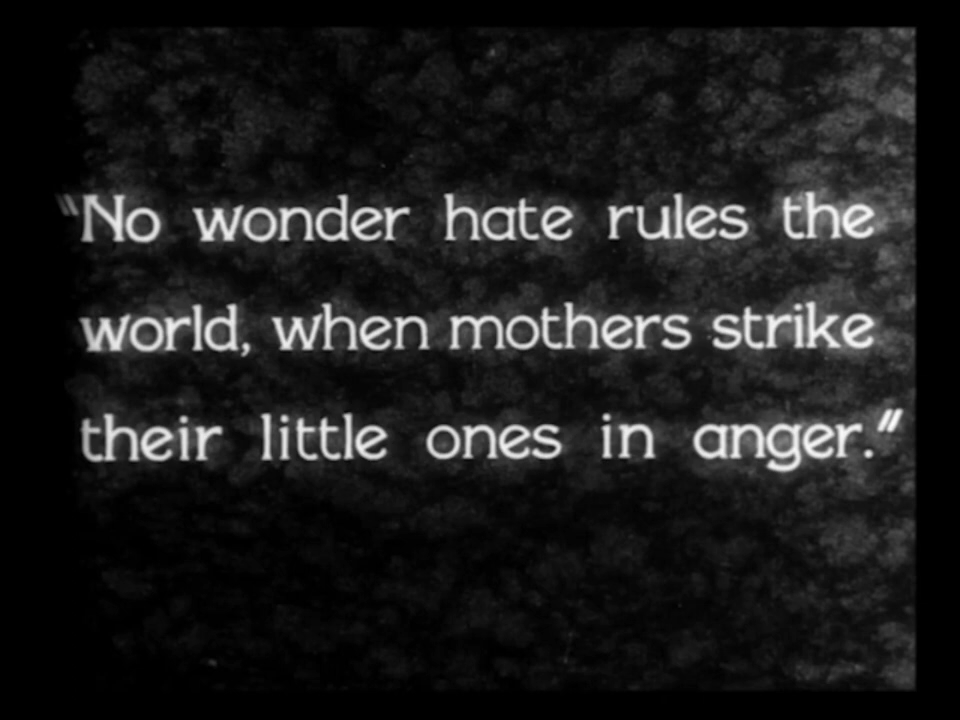 "No wonder hate rules the
world, when mothers strike
their little ones in anger."